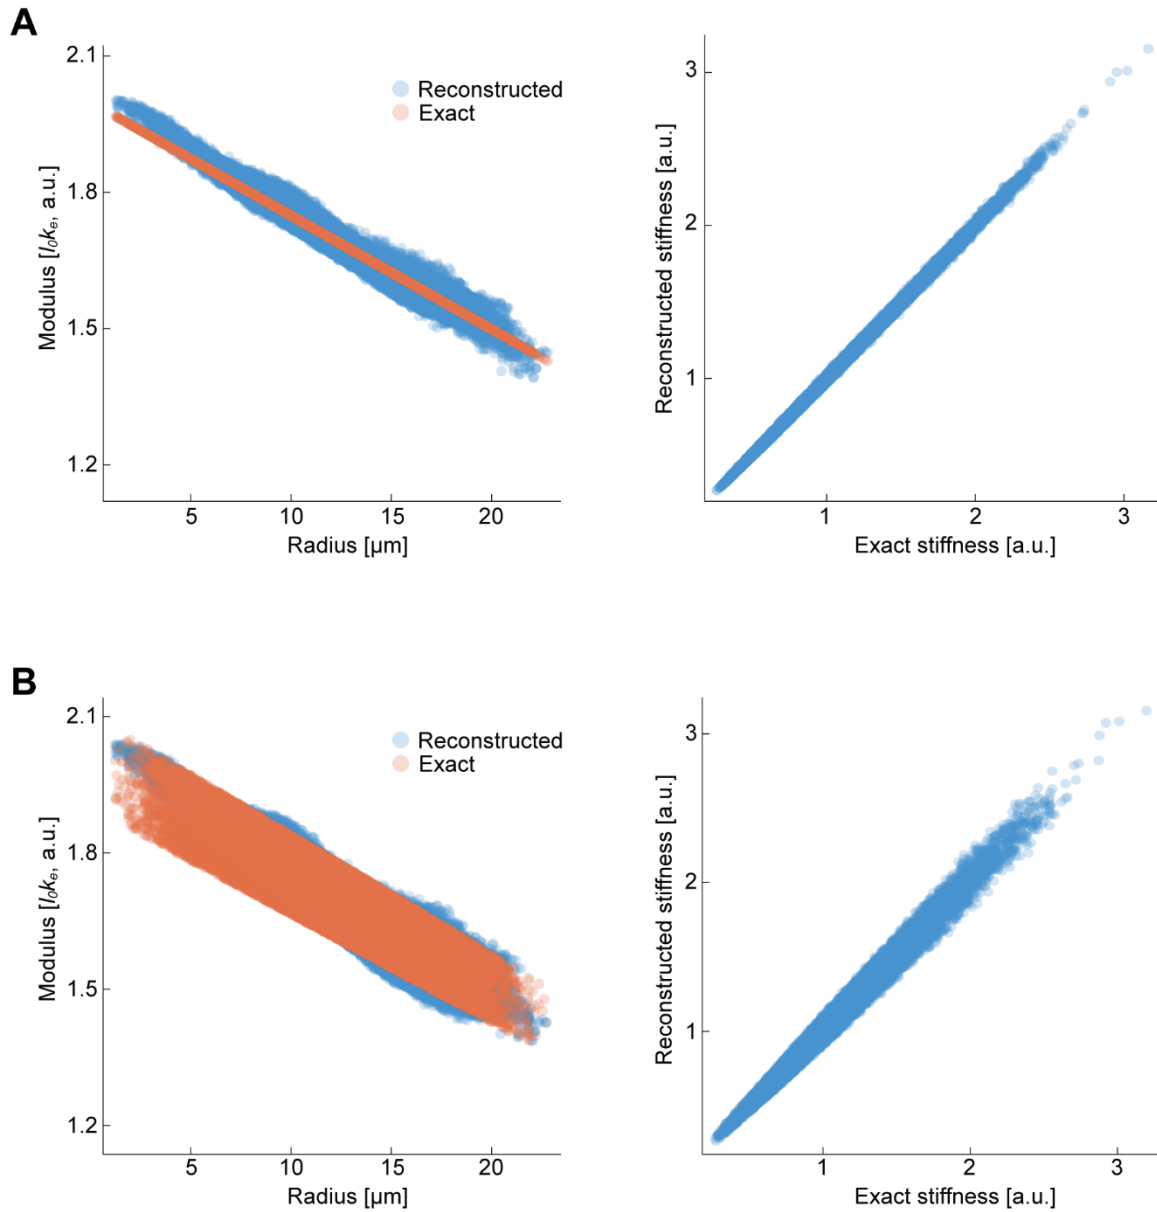 A
2.1
1.8
1.5
1.2
Modulus [l₀kₑ, a.u.]
Reconstructed
Exact
5 10 15 20
Radius [µm]
3
2
1
Reconstructed stiffness [a.u.]
1 2 3
Exact stiffness [a.u.]
B
2.1
1.8
1.5
1.2
Modulus [l₀kₑ, a.u.]
Reconstructed
Exact
5 10 15 20
Radius [µm]
3
2
1
Reconstructed stiffness [a.u.]
1 2 3
Exact stiffness [a.u.]